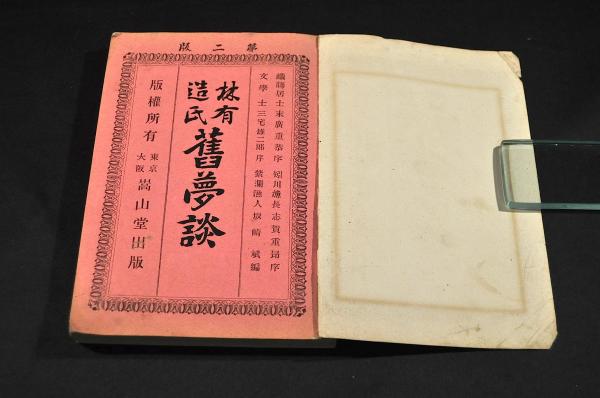 版二第
鐵膓居士末廣重恭序 矧川漁長志賀重昻序
文學士三宅雄二郎序 紫瀾漁人坂崎斌編
林有
造氏
舊夢談
東京
大阪
嵩山堂出版
版權所有